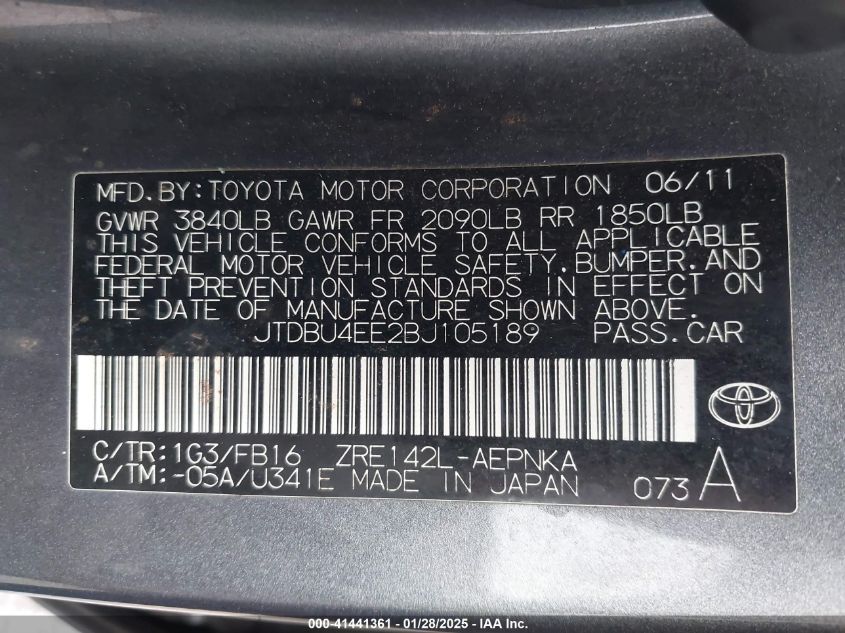 MFD.BY:TOYOTA MOTOR CORPORATION 06/11
GVWR 3840LB GAWR FR 2090LB RR 1850LB
THIS VEHICLE CONFORMS TO ALL APPLICABLE
FEDERAL MOTOR VEHICLE SAFETY,BUMPER,AND
THEFT PREVENTION STANDARDS IN EFFECT ON
THE DATE OF MANUFACTURE SHOWN ABOVE.
JTDBU4EE2BJ105189 PASS.CAR
C/TR:1G3/FB16 ZRE142L-AEPNKA
A/TM:-05A/U341E MADE IN JAPAN 073A
000-41441361 - 01/28/2025 - IAA Inc.